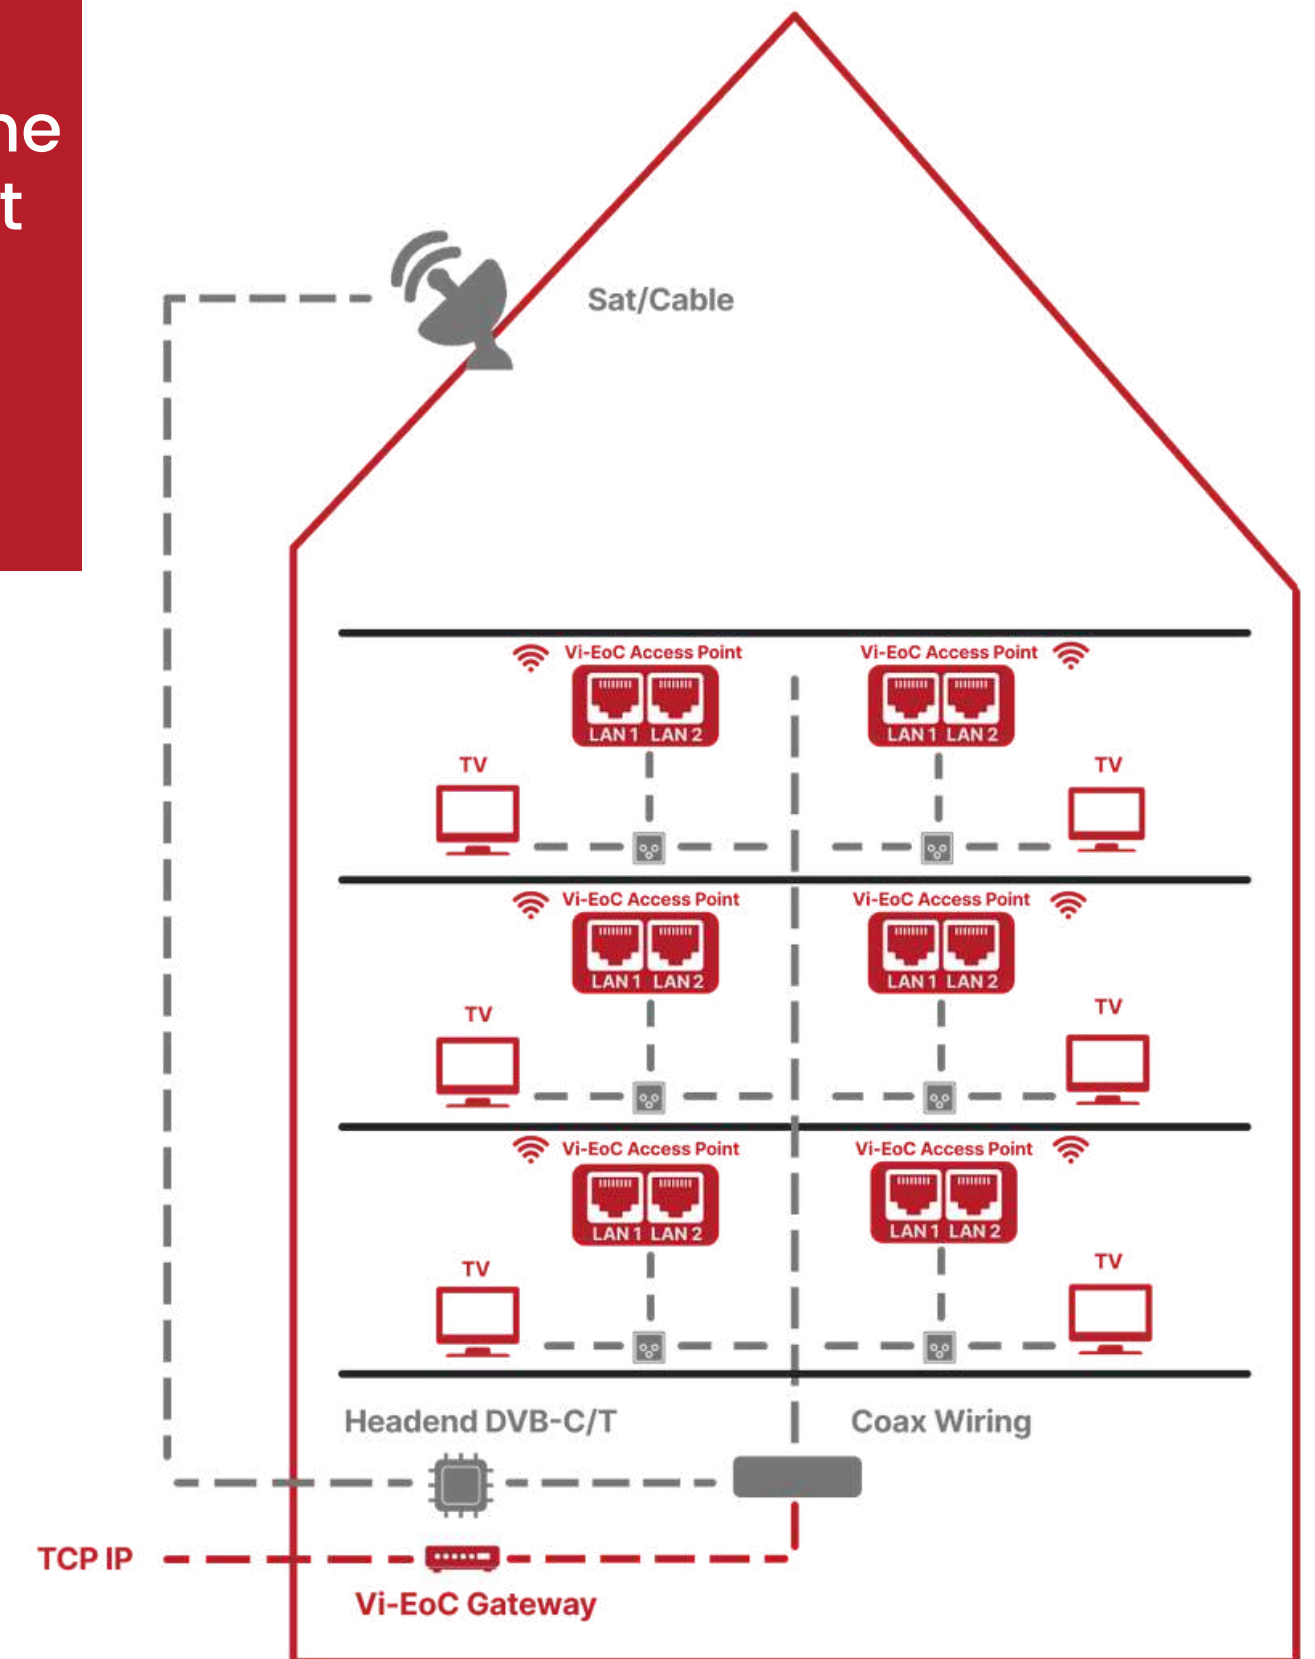 ne
t
Sat/Cable
Vi-EoC Access Point
Vi-EoC Access Point
LAN 1 LAN 2
LAN 1 LAN 2
TV
TV
Vi-EoC Access Point
Vi-EoC Access Point
LAN 1 LAN 2
LAN 1 LAN 2
TV
TV
Vi-EoC Access Point
Vi-EoC Access Point
LAN 1 LAN 2
LAN 1 LAN 2
TV
TV
Headend DVB-C/T
Coax Wiring
TCP IP
Vi-EoC Gateway